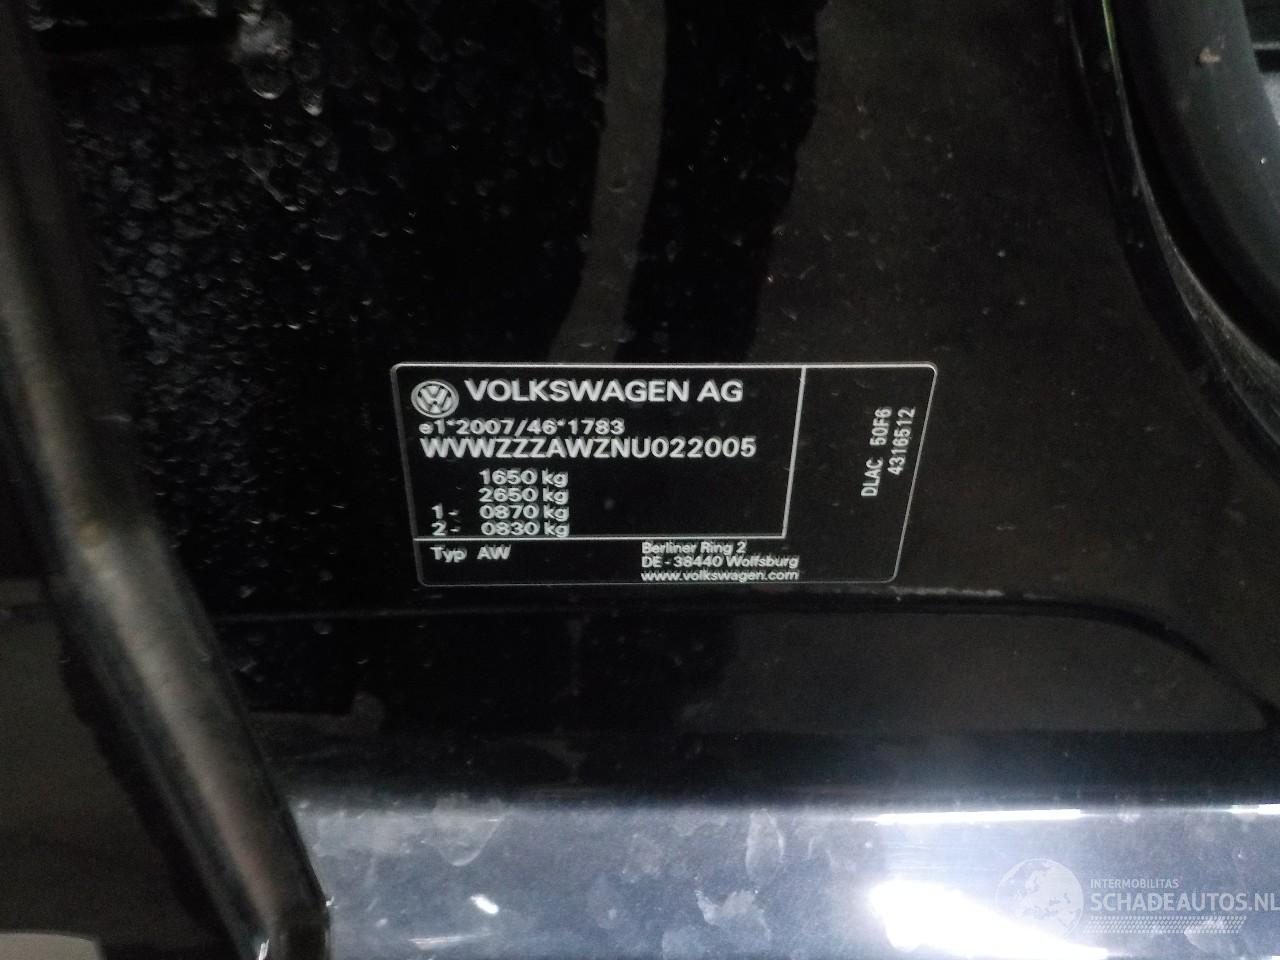 VOLKSWAGEN AG
e1*2007/46*1783
WVWZZZAWZNU022005
1650 kg
2650 kg
1 - 0870 kg
2 - 0830 kg
Typ AW
Berliner Ring 2
DE - 38440 Wolfsburg
www.volkswagen.com
DLAC 50F6
4316512
INTERMOBILITAS
SCHADEAUTOS.NL